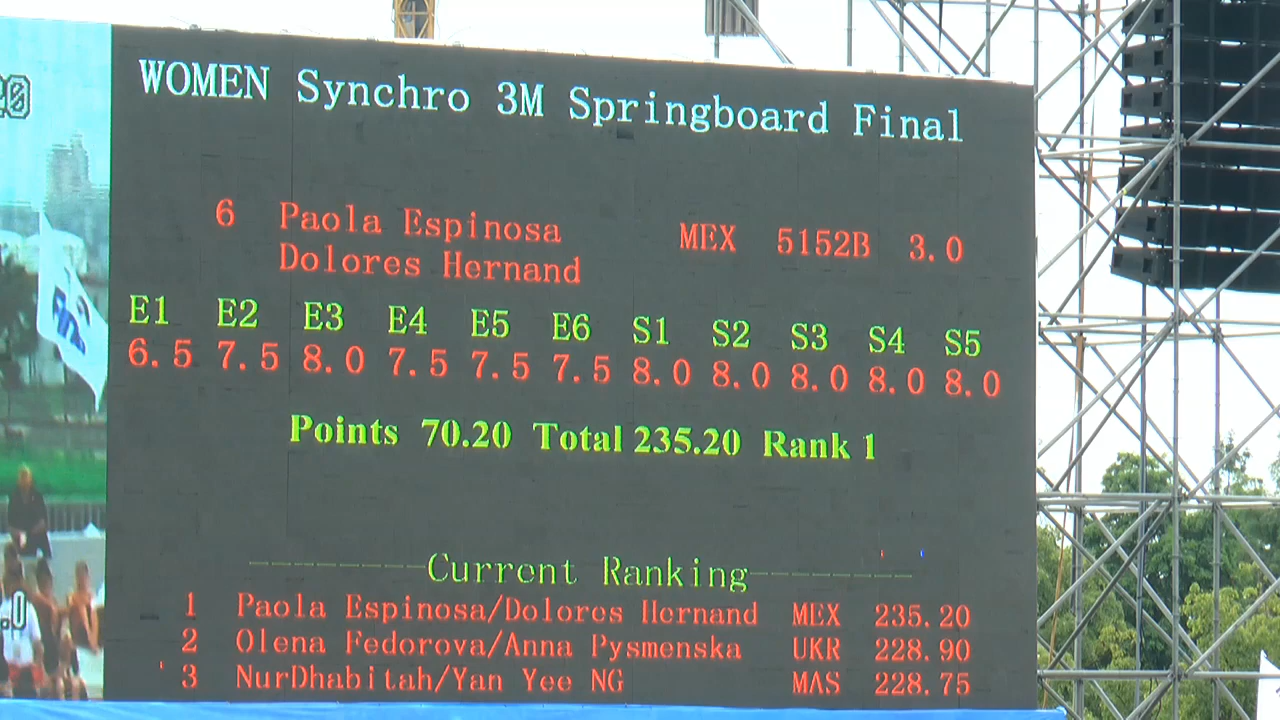 WOMEN Synchro 3M Springboard Final
6 Paola Espinosa MEX 5152B 3.0
Dolores Hernand
E1 E2 E3 E4 E5 E6 S1 S2 S3 S4 S5
6.5 7.5 8.0 7.5 7.5 7.5 8.0 8.0 8.0 8.0 8.0
Points 70.20 Total 235.20 Rank 1
Current Ranking
1 Paola Espinosa/Dolores Hernand MEX 235.20
2 Olena Fedorova/Anna Pysmenska UKR 228.90
3 NurDhabitah/Yan Yee NG MAS 228.75